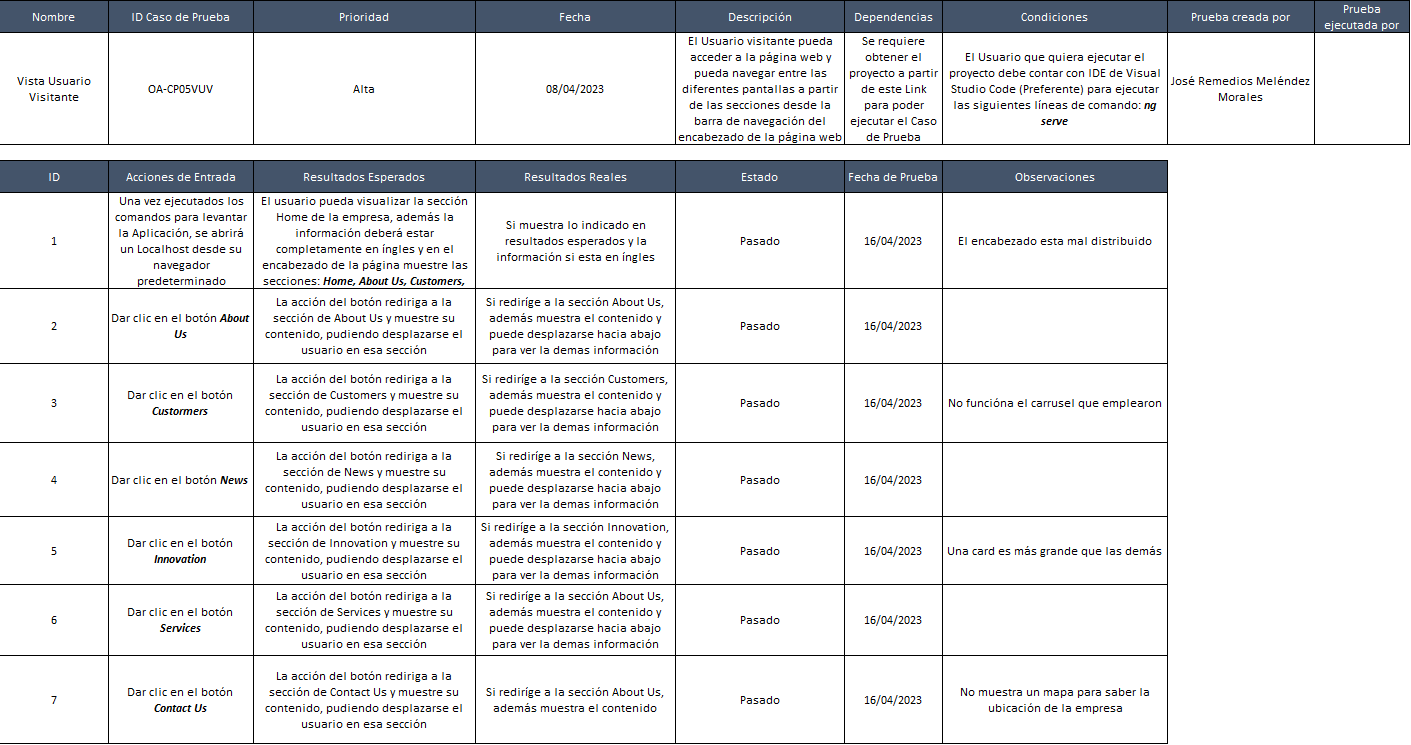 Nombre
ID Caso de Prueba
Prioridad
Fecha
Descripción
Dependencias
Condiciones
Prueba creada por
Prueba
ejecutada por
Vista Usuario
Visitante
OA-CP05VUV
Alta
08/04/2023
El Usuario visitante pueda
acceder a la página web y
pueda navegar entre las
diferentes pantallas a partir
de las secciones desde la
barra de navegación del
encabezado de la página web
Se requiere
obtener el
proyecto a partir
de este Link
para poder
ejecutar el Caso
de Prueba
El Usuario que quiera ejecutar el
proyecto debe contar con IDE de Visual
Studio Code (Preferente) para ejecutar
las siguientes líneas de comando: ng
serve
José Remedios Meléndez
Morales
ID
Acciones de Entrada
Resultados Esperados
Resultados Reales
Estado
Fecha de Prueba
Observaciones
1
Una vez ejecutados los
comandos para levantar
la Aplicación, se abrirá
un Localhost desde su
navegador
predeterminado
El usuario pueda visualizar la sección
Home de la empresa, además la
información deberá estar
completamente en íngles y en el
encabezado de la página muestre las
secciones: Home, About Us, Customers,
Si muestra lo indicado en
resultados esperados y la
información si esta en íngles
Pasado
16/04/2023
El encabezado esta mal distribuido
2
Dar clic en el botón About
Us
La acción del botón rediriga a la
sección de About Us y muestre su
contenido, pudiendo desplazarse el
usuario en esa sección
Si rediríge a la sección About Us,
además muestra el contenido y
puede desplazarse hacia abajo
para ver la demas información
Pasado
16/04/2023
3
Dar clic en el botón
Custormers
La acción del botón rediriga a la
sección de Customers y muestre su
contenido, pudiendo desplazarse el
usuario en esa sección
Si rediríge a la sección Customers,
además muestra el contenido y
puede desplazarse hacia abajo
para ver la demas información
Pasado
16/04/2023
No funcióna el carrusel que emplearon
4
Dar clic en el botón News
La acción del botón rediriga a la
sección de News y muestre su
contenido, pudiendo desplazarse el
usuario en esa sección
Si rediríge a la sección News,
además muestra el contenido y
puede desplazarse hacia abajo
para ver la demas información
Pasado
16/04/2023
5
Dar clic en el botón
Innovation
La acción del botón rediriga a la
sección de Innovation y muestre su
contenido, pudiendo desplazarse el
usuario en esa sección
Si rediríge a la sección Innovation,
además muestra el contenido y
puede desplazarse hacia abajo
para ver la demas información
Pasado
16/04/2023
Una card es más grande que las demás
6
Dar clic en el botón
Services
La acción del botón rediriga a la
sección de Services y muestre su
contenido, pudiendo desplazarse el
usuario en esa sección
Si rediríge a la sección About Us,
además muestra el contenido y
puede desplazarse hacia abajo
para ver la demas información
Pasado
16/04/2023
7
Dar clic en el botón
Contact Us
La acción del botón rediriga a la
sección de Contact Us y muestre su
contenido, pudiendo desplazarse el
usuario en esa sección
Si rediríge a la sección About Us,
además muestra el contenido
Pasado
16/04/2023
No muestra un mapa para saber la
ubicación de la empresa